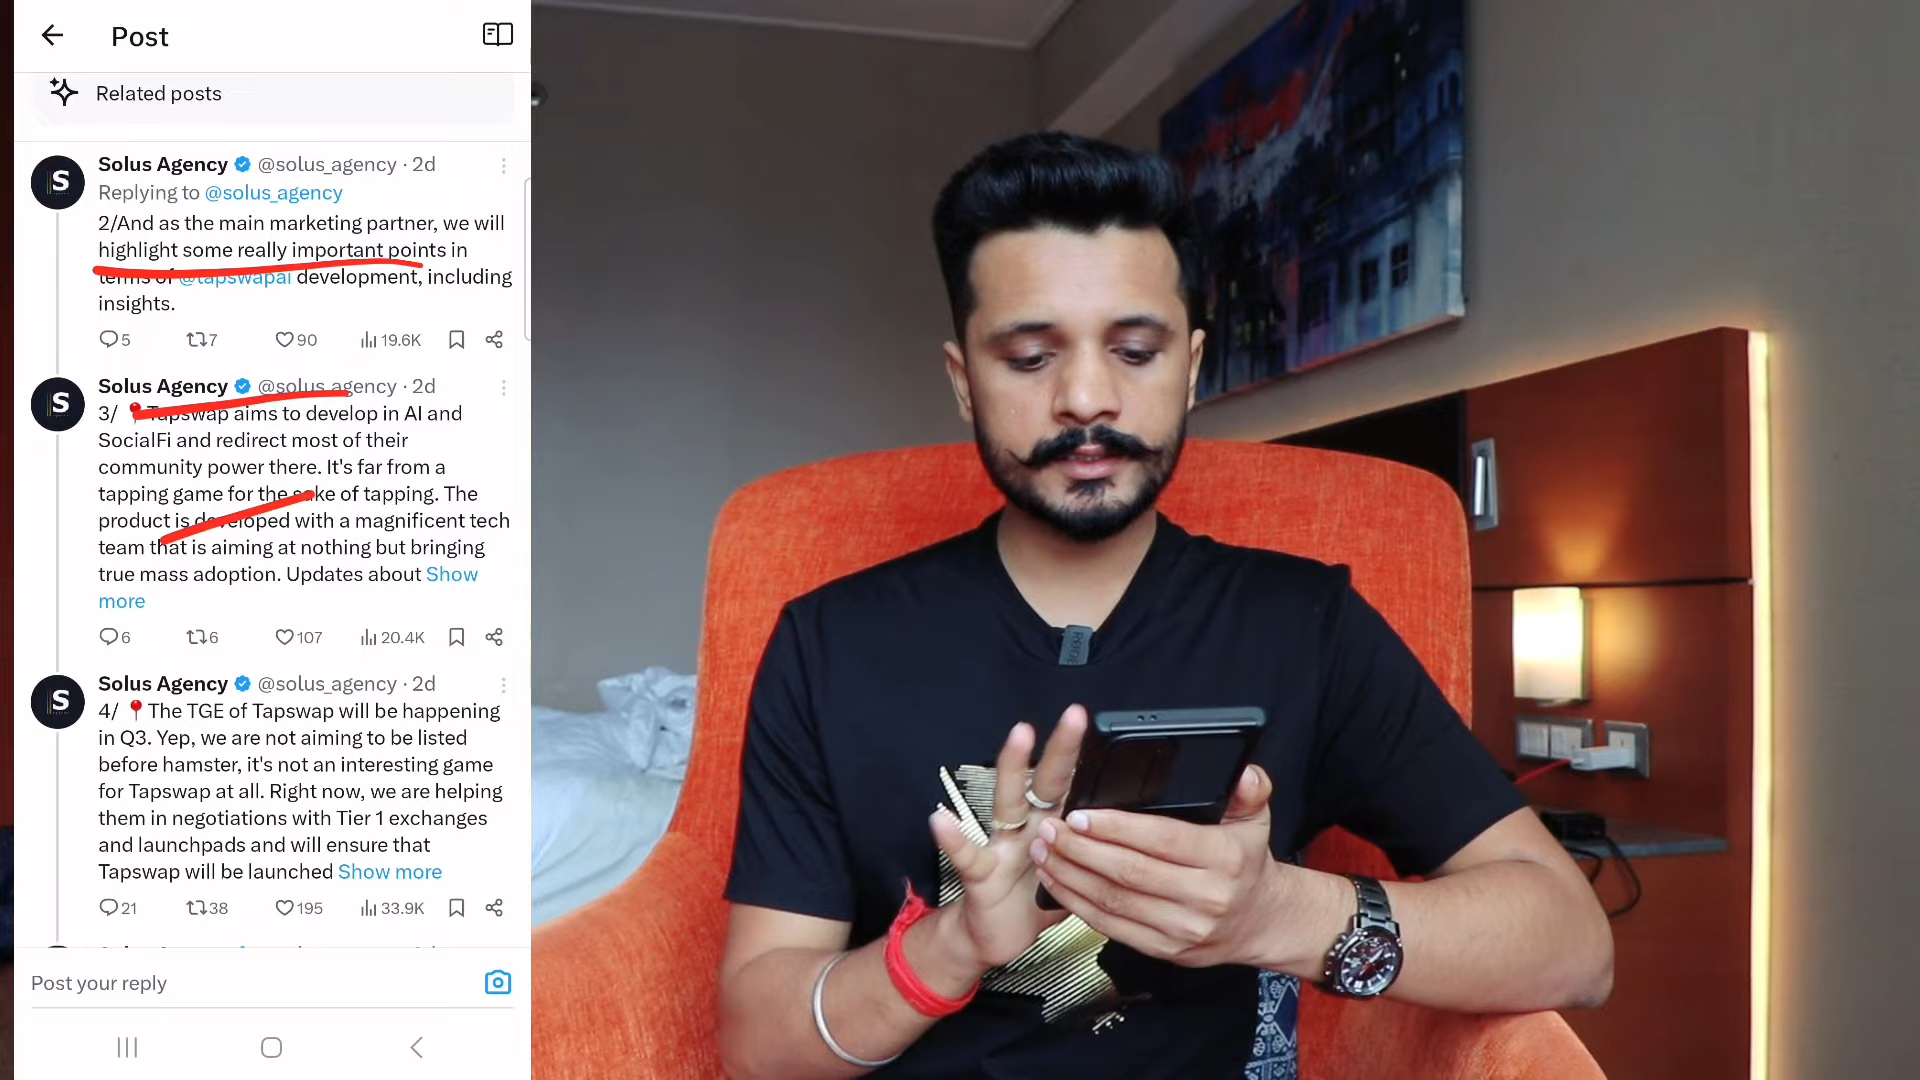 Post
Related posts
Solus Agency @solus_agency · 2d
Replying to @solus_agency
2/And as the main marketing partner, we will
highlight some really important points in
terms of @tapswapai development, including
insights.
5 7 90 19.6K
Solus Agency @solus_agency · 2d
3/ 📍Tapswap aims to develop in AI and
SocialFi and redirect most of their
community power there. It's far from a
tapping game for the sake of tapping. The
product is developed with a magnificent tech
team that is aiming at nothing but bringing
true mass adoption. Updates about Show
more
6 6 107 20.4K
Solus Agency @solus_agency · 2d
4/ 📍The TGE of Tapswap will be happening
in Q3. Yep, we are not aiming to be listed
before hamster, it's not an interesting game
for Tapswap at all. Right now, we are helping
them in negotiations with Tier 1 exchanges
and launchpads and will ensure that
Tapswap will be launched Show more
21 38 195 33.9K
Post your reply